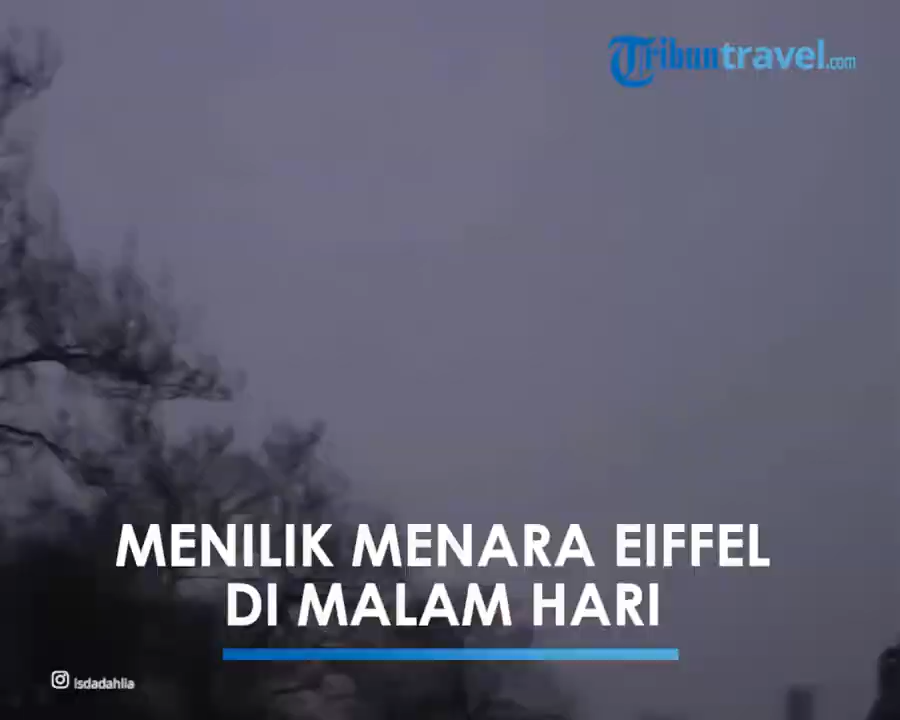 Tribuntravel.com
MENILIK MENARA EIFFEL
DI MALAM HARI
isdadahlia